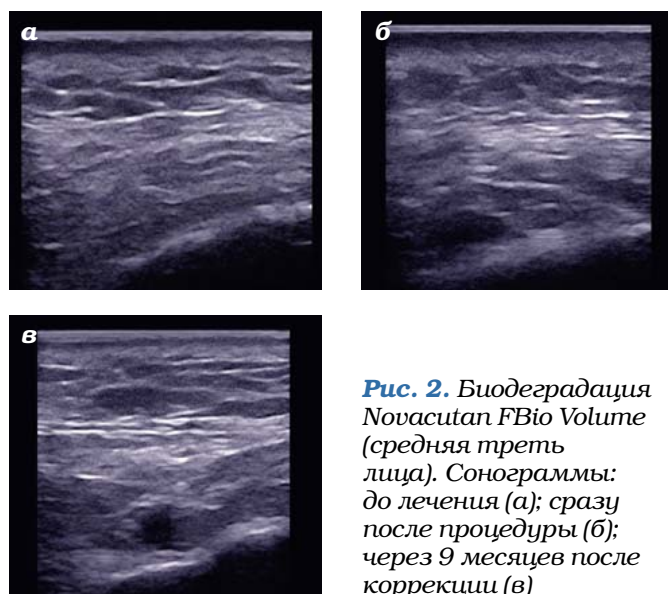 а
б
в
Рис. 2. Биодеградация
Novacutan FBio Volume
(средняя треть
лица). Сонограммы:
до лечения (а); сразу
после процедуры (б);
через 9 месяцев после
коррекции (в)